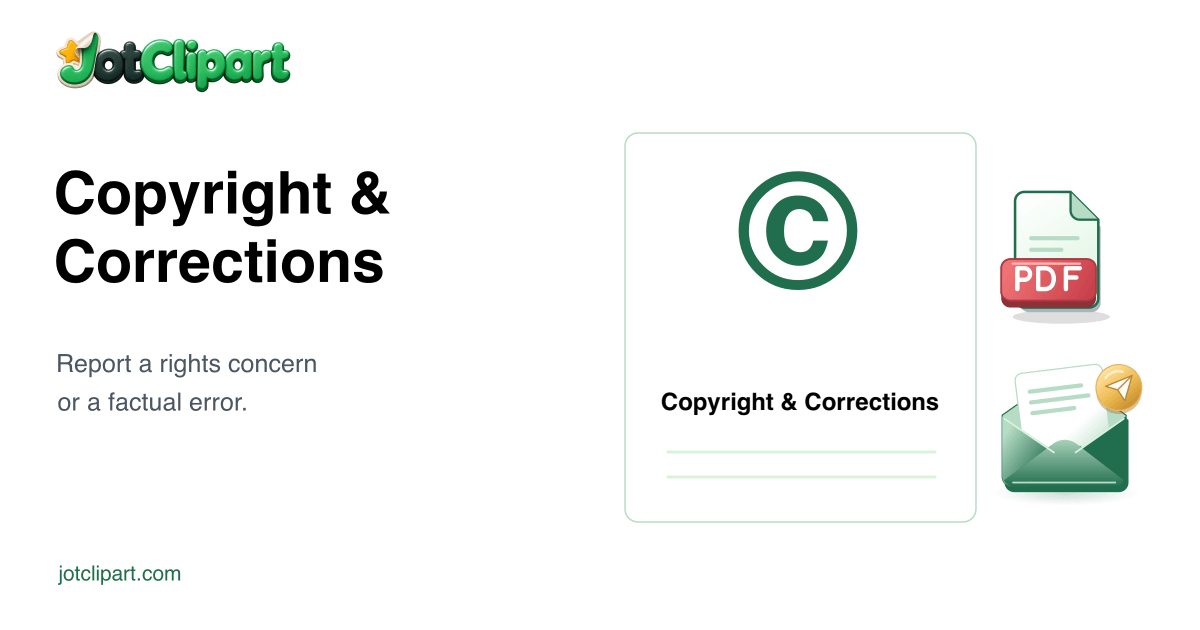 JotClipart
Copyright &
Corrections
Report a rights concern
or a factual error.
jotclipart.com
©
Copyright & Corrections
PDF